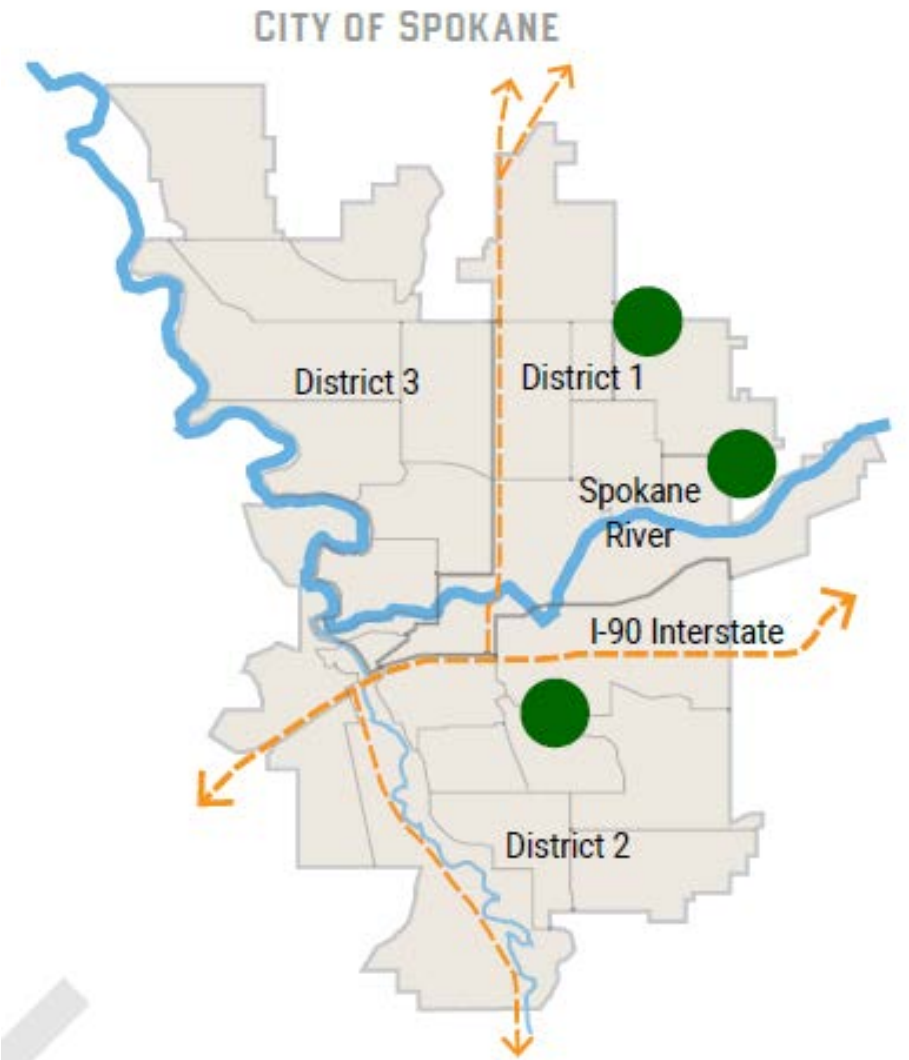 CITY OF SPOKANE
District 3
District 1
Spokane
River
I-90 Interstate
District 2